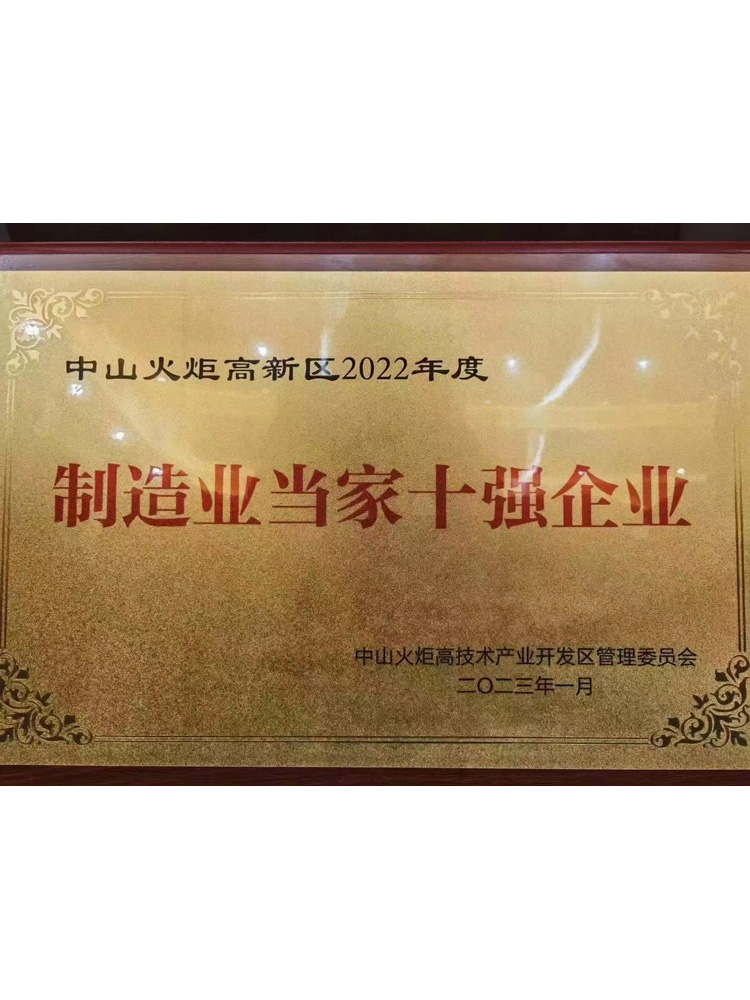 中山火炬高新区2022年度
制造业当家十强企业
中山火炬高技术产业开发区管理委员会
二〇二三年一月